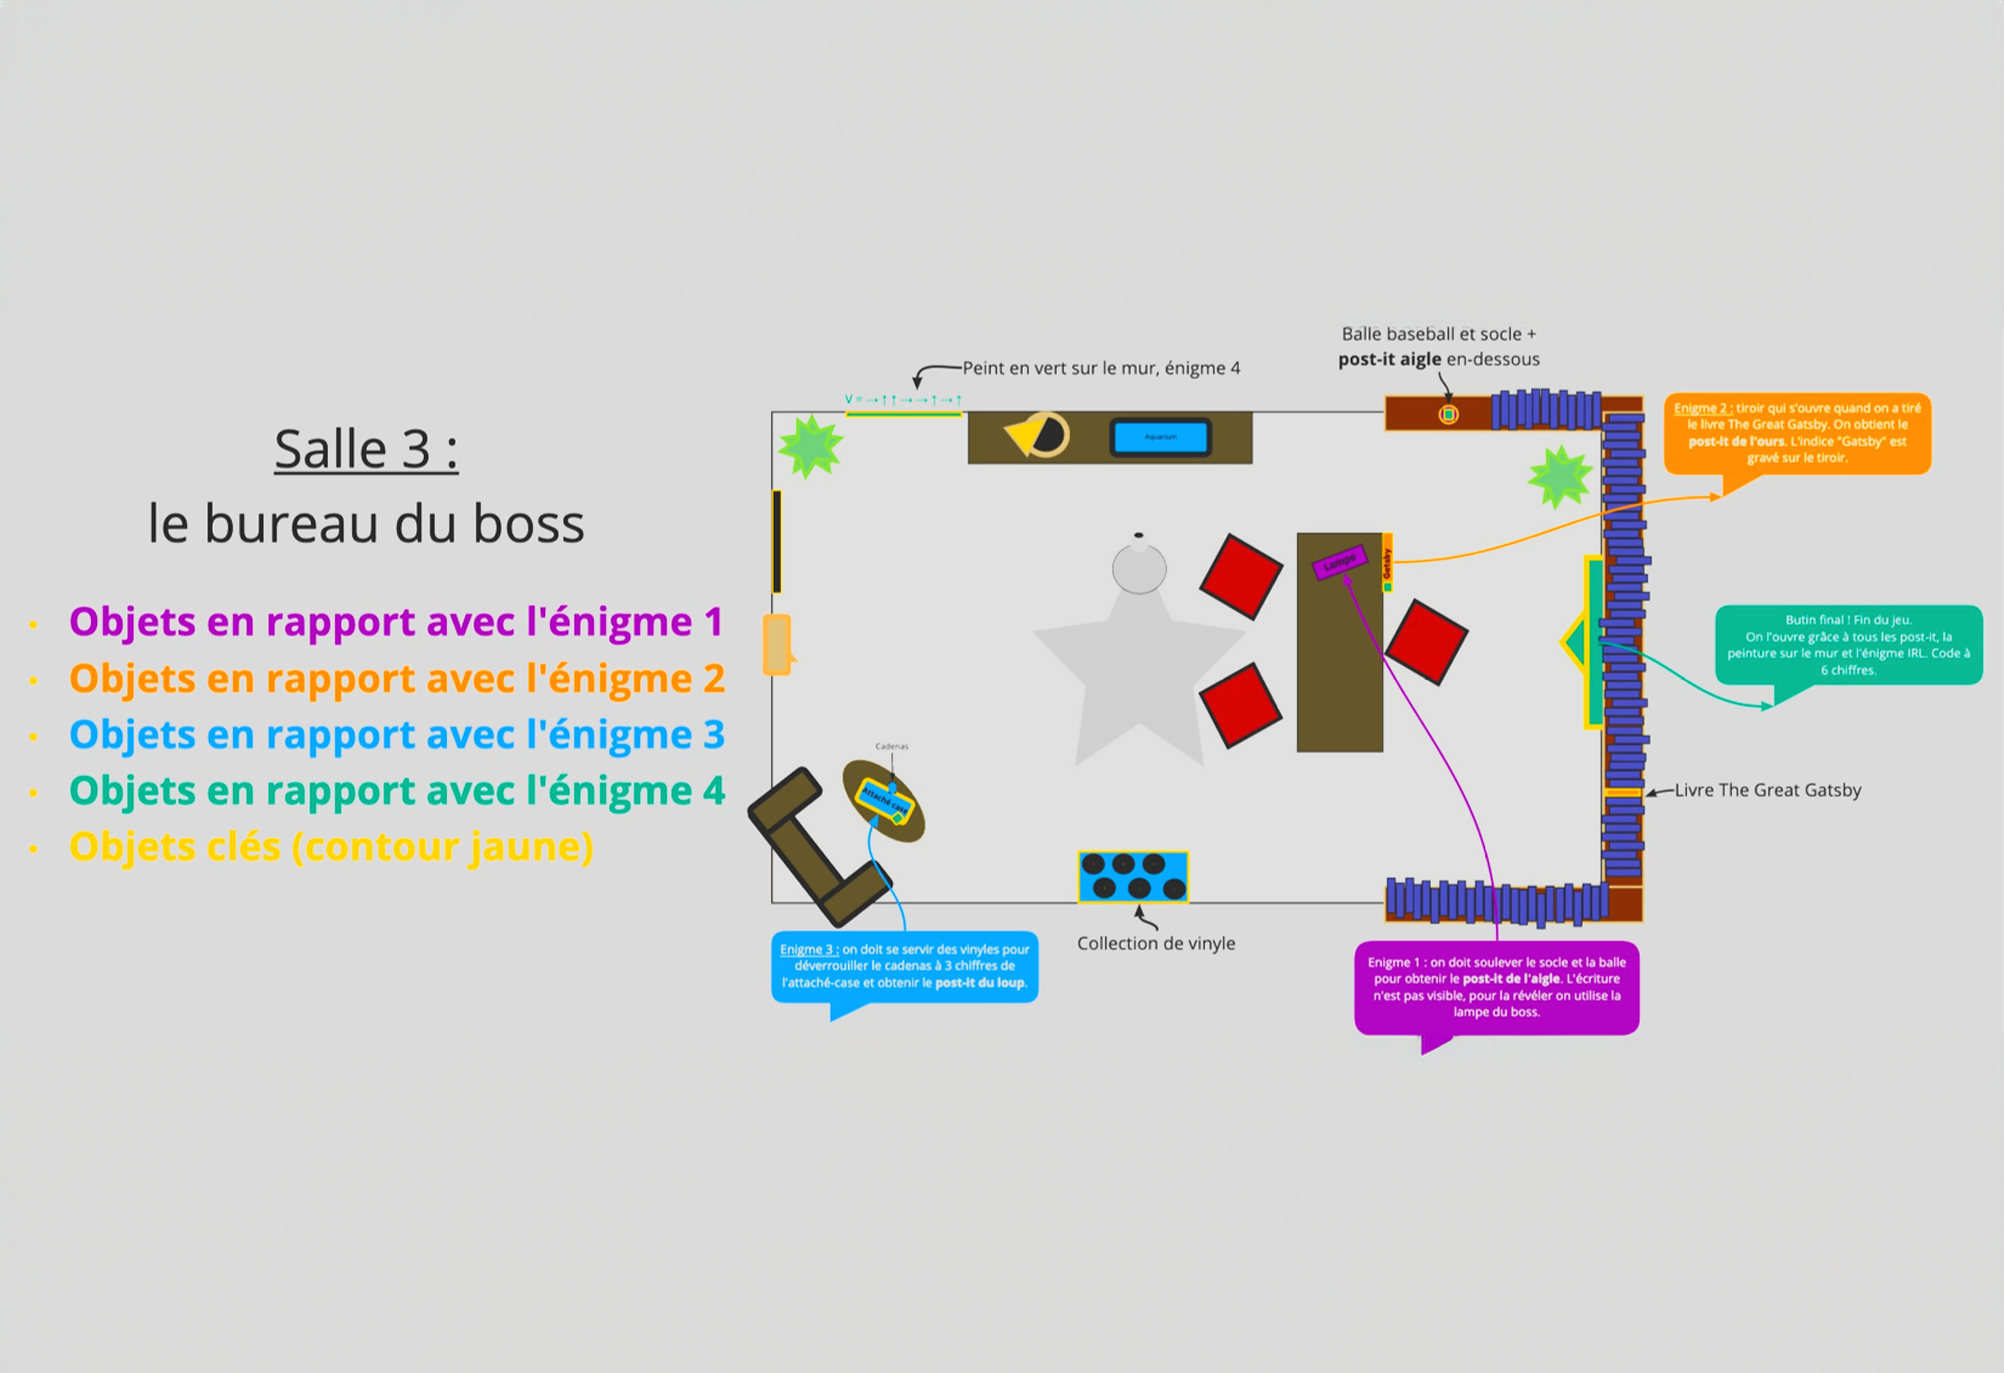 Salle 3 :
le bureau du boss
· Objets en rapport avec l'énigme 1
· Objets en rapport avec l'énigme 2
· Objets en rapport avec l'énigme 3
· Objets en rapport avec l'énigme 4
· Objets clés (contour jaune)
Peint en vert sur le mur, énigme 4
V = →↑↑→→↑→↑
Balle baseball et socle +
post-it aigle en-dessous
Aquarium
Enigme 2 : tiroir qui s'ouvre quand on a tiré
le livre The Great Gatsby. On obtient le
post-it de l'ours. L'indice "Gatsby" est
gravé sur le tiroir.
Lampe
Gatsby
Butin final ! Fin du jeu.
On l'ouvre grâce à tous les post-it, la
peinture sur le mur et l'énigme IRL. Code à
6 chiffres.
Cadenas
Attaché case
Livre The Great Gatsby
Collection de vinyle
Enigme 3 : on doit se servir des vinyles pour
déverrouiller le cadenas à 3 chiffres de
l'attaché-case et obtenir le post-it du loup.
Enigme 1 : on doit soulever le socle et la balle
pour obtenir le post-it de l'aigle. L'écriture
n'est pas visible, pour la révéler on utilise la
lampe du boss.